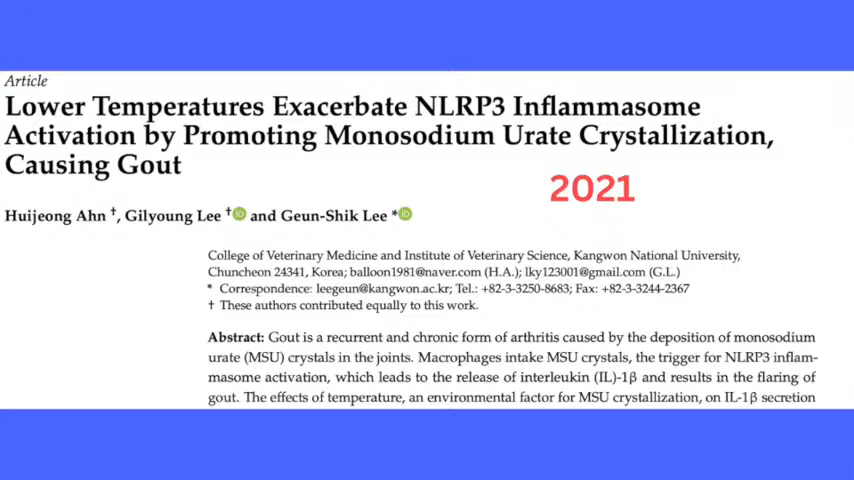 Article
Lower Temperatures Exacerbate NLRP3 Inflammasome
Activation by Promoting Monosodium Urate Crystallization,
Causing Gout
2021
Huijeong Ahn †, Gilyoung Lee † iD and Geun-Shik Lee * iD
College of Veterinary Medicine and Institute of Veterinary Science, Kangwon National University,
Chuncheon 24341, Korea; balloon1981@naver.com (H.A.); lky123001@gmail.com (G.L.)
* Correspondence: leegeun@kangwon.ac.kr; Tel.: +82-3-3250-8683; Fax: +82-3-3244-2367
† These authors contributed equally to this work.
Abstract: Gout is a recurrent and chronic form of arthritis caused by the deposition of monosodium
urate (MSU) crystals in the joints. Macrophages intake MSU crystals, the trigger for NLRP3 inflam-
masome activation, which leads to the release of interleukin (IL)-1β and results in the flaring of
gout. The effects of temperature, an environmental factor for MSU crystallization, on IL-1β secretion